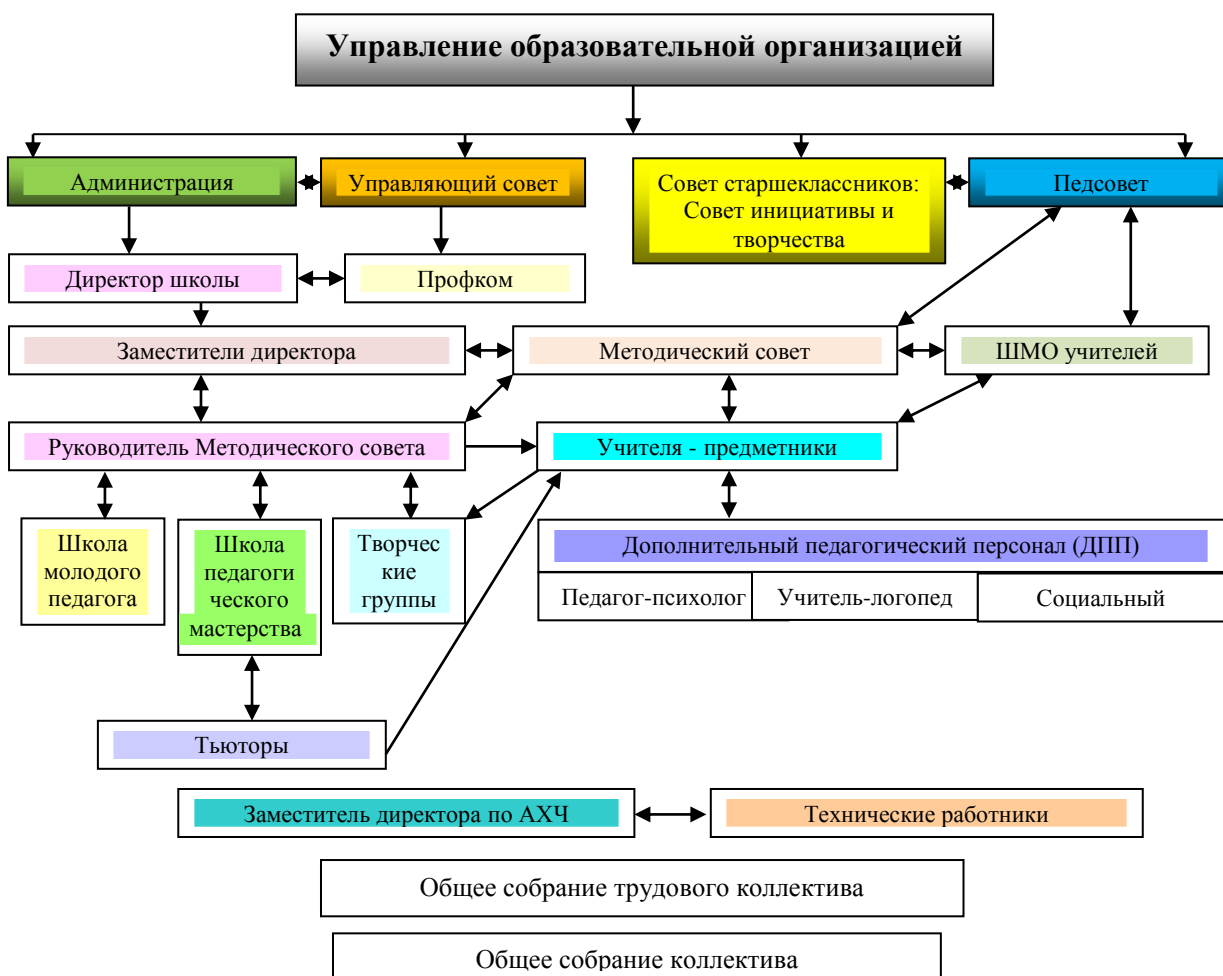 Управление образовательной организацией
Администрация
Управляющий совет
Совет старшеклассников:
Совет инициативы и
творчества
Педсовет
Директор школы
Профком
Заместители директора
Методический совет
ШМО учителей
Руководитель Методического совета
Учителя - предметники
Школа
молодого
педагога
Школа
педагоги
ческого
мастерства
Творчес
кие
группы
Дополнительный педагогический персонал (ДПП)
Педагог-психолог
Учитель-логопед
Социальный
Тьюторы
Заместитель директора по АХЧ
Технические работники
Общее собрание трудового коллектива
Общее собрание коллектива